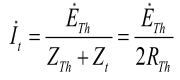 İ_t = Ė_Th / (Z_Th + Z_t) = Ė_Th / 2R_Th